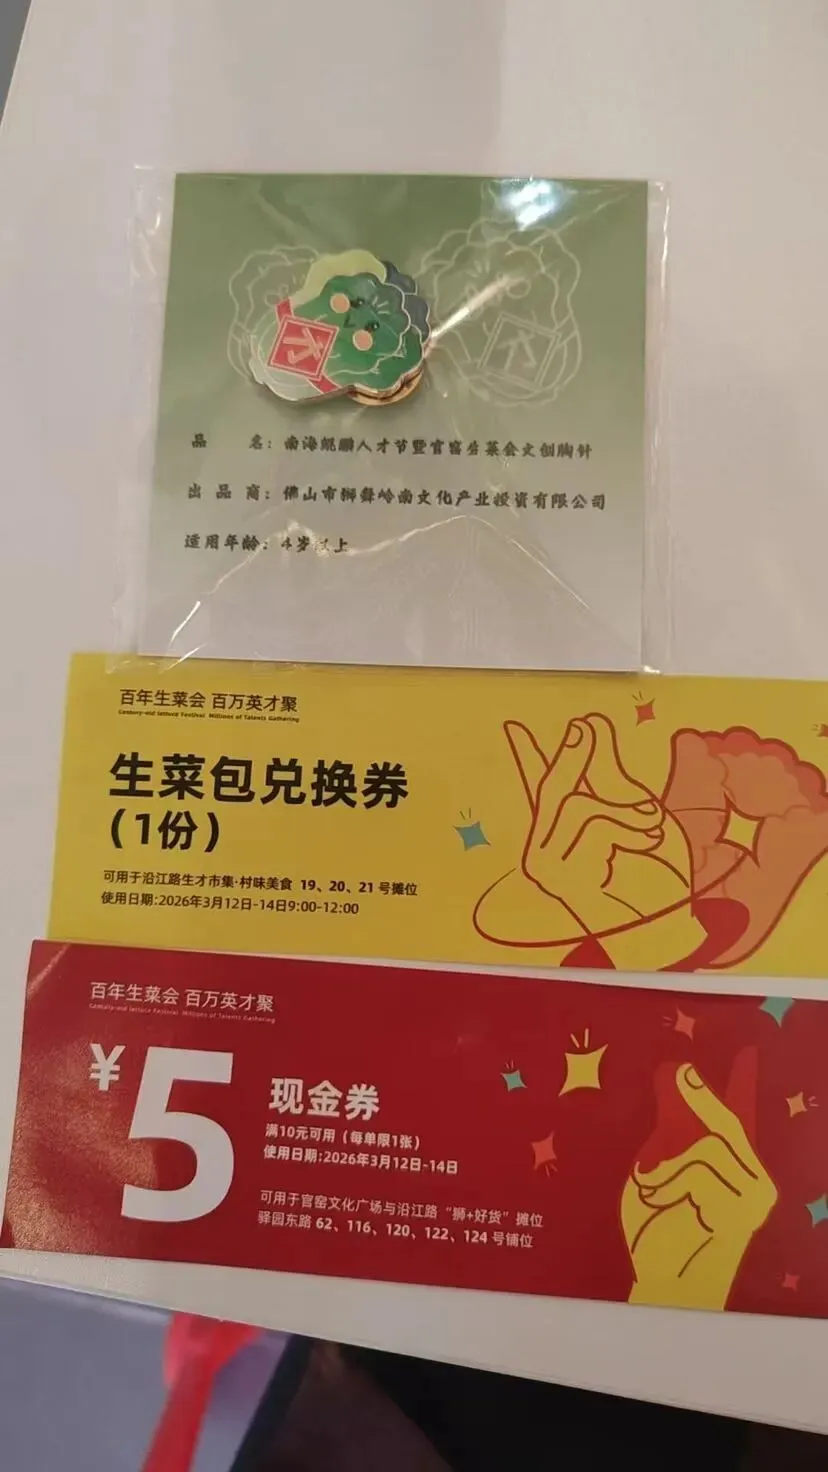 品 名：南海鲲鹏人才节暨官窑生菜会文创胸针
出 品 商：佛山市狮舞岭南文化产业投资有限公司
适用年龄：4岁以上
百年生菜会 百万英才聚
Century-old lettuce Festival Millions of Talents Gathering
生菜包兑换券
（1份）
可用于沿江路生才市集·村味美食 19、20、21 号摊位
使用日期:2026年3月12日-14日9:00-12:00
百年生菜会 百万英才聚
Century-old lettuce Festival Millions of Talents Gathering
¥5
现金券
满10元可用（每单限1张）
使用日期:2026年3月12日-14日
可用于官窑文化广场与沿江路“狮+好货”摊位
驿园东路 62、116、120、122、124 号铺位